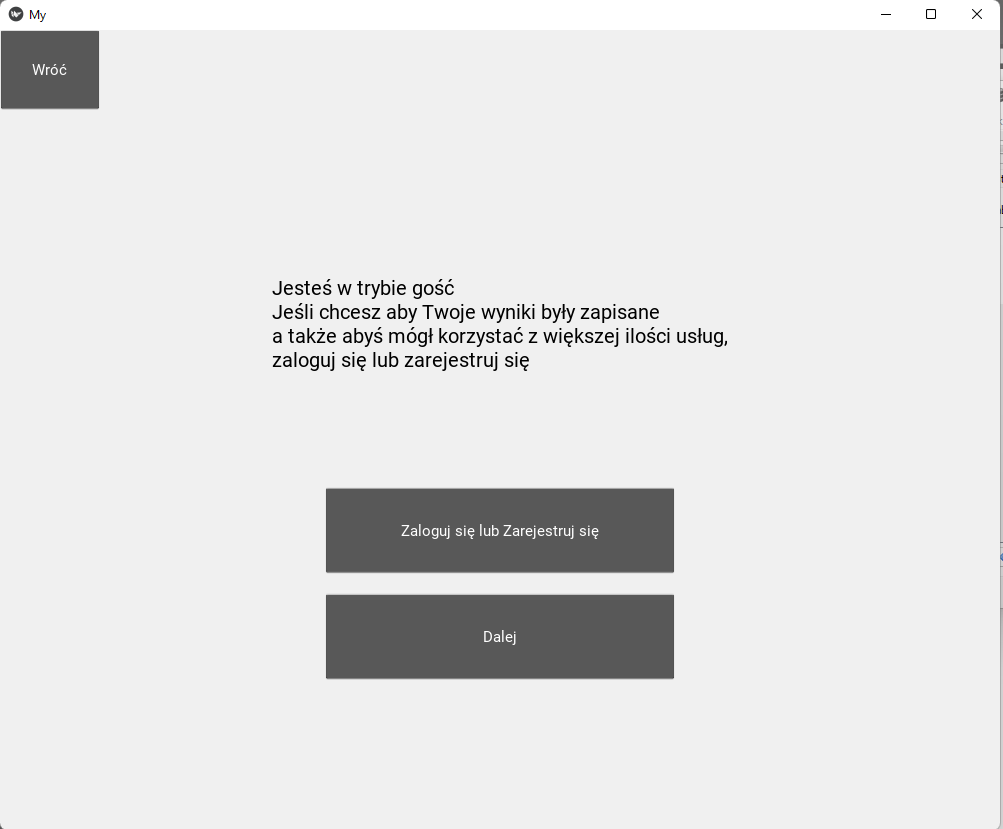 My
Wróć
Jesteś w trybie gość
Jeśli chcesz aby Twoje wyniki były zapisane
a także abyś mógł korzystać z większej ilości usług,
zaloguj się lub zarejestruj się
Zaloguj się lub Zarejestruj się
Dalej